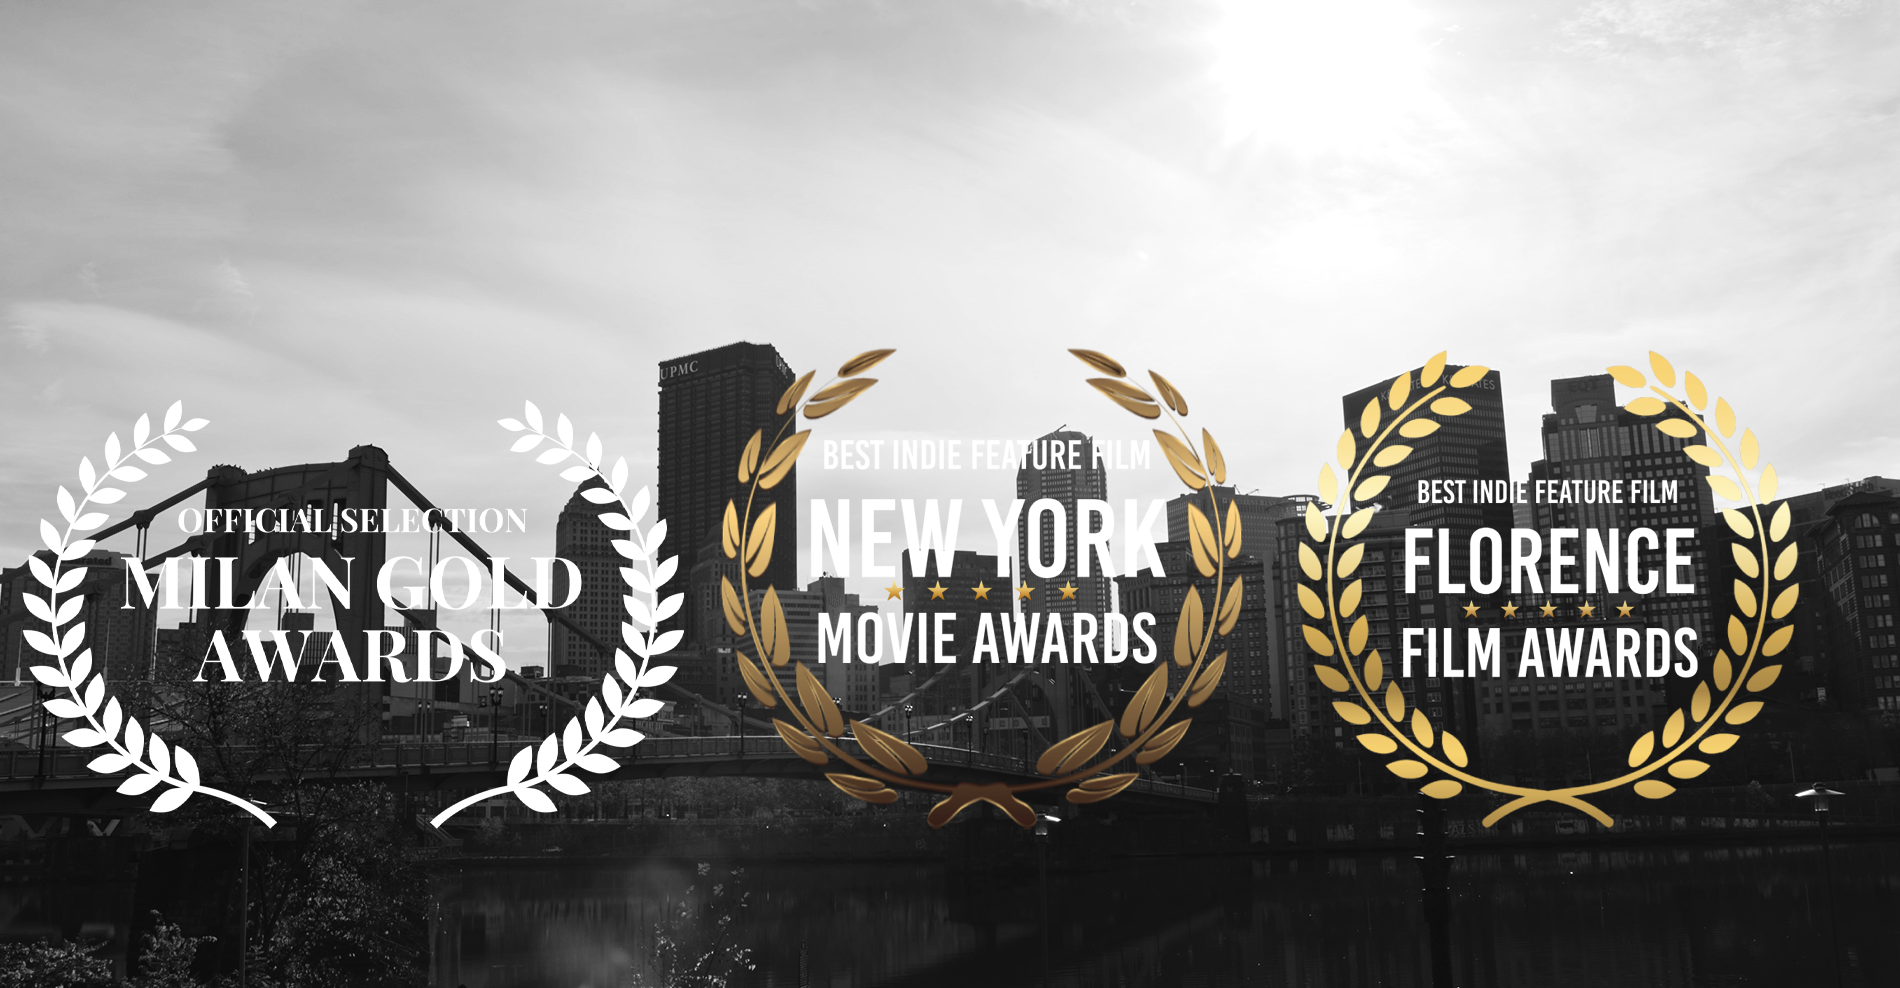 UPMC
OFFICIAL SELECTION
MILAN GOLD
AWARDS
BEST INDIE FEATURE FILM
NEW YORK
MOVIE AWARDS
BEST INDIE FEATURE FILM
FLORENCE
FILM AWARDS